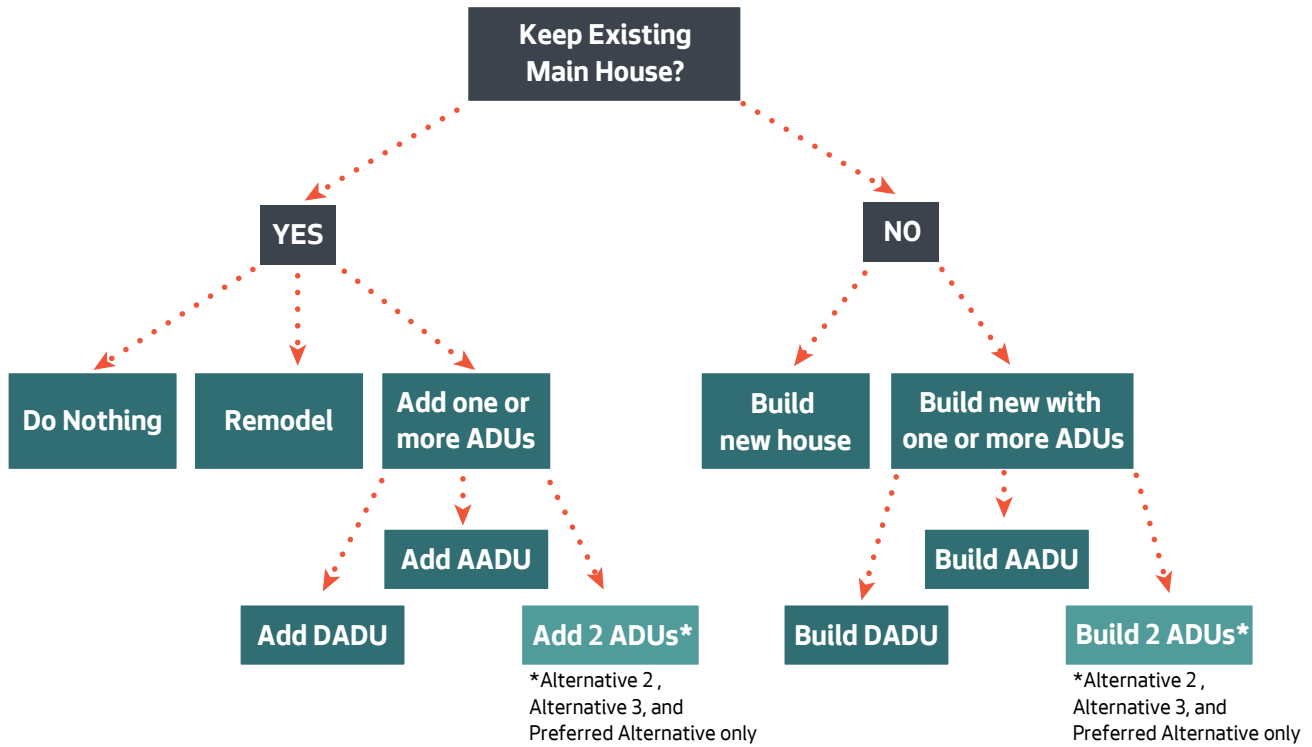 Keep Existing
Main House?
YES
NO
Do Nothing
Remodel
Add one or
more ADUs
Build
new house
Build new with
one or more ADUs
Add AADU
Build AADU
Add DADU
Add 2 ADUs*
Build DADU
Build 2 ADUs*
*Alternative 2 ,
Alternative 3, and
Preferred Alternative only
*Alternative 2 ,
Alternative 3, and
Preferred Alternative only